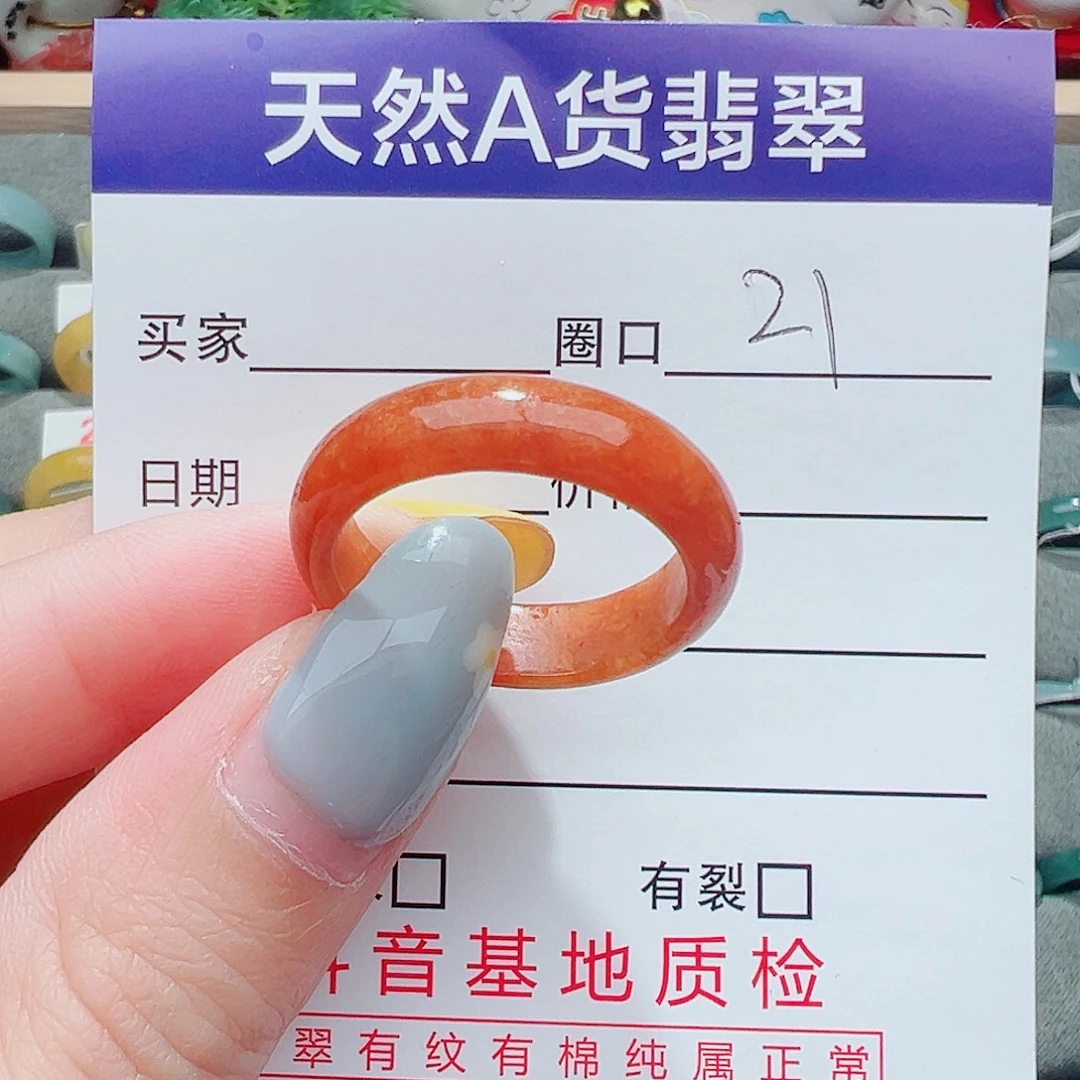 天然A货翡翠
买家 圈口 21
日期
有裂
音基地质检
翠有纹有棉纯属正常